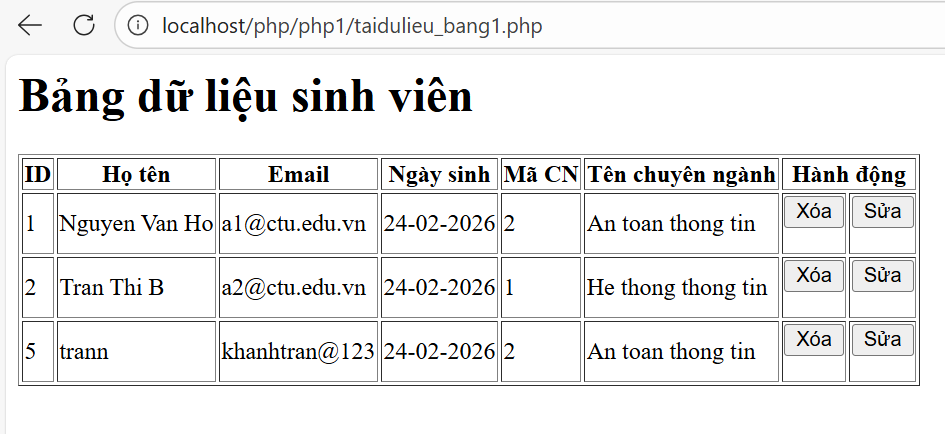 localhost/php/php1/taidulieu_bang1.php
Bảng dữ liệu sinh viên
ID Họ tên Email Ngày sinh Mã CN Tên chuyên ngành Hành động
1 Nguyen Van Ho a1@ctu.edu.vn 24-02-2026 2 An toan thong tin Xóa Sửa
2 Tran Thi B a2@ctu.edu.vn 24-02-2026 1 He thong thong tin Xóa Sửa
5 trann khanhtran@123 24-02-2026 2 An toan thong tin Xóa Sửa